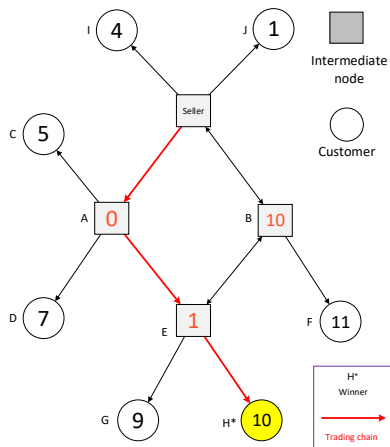 I
4
1
J
Intermediate
node
Seller
Customer
C
5
A
0
B
10
D
7
E
1
F
11
G
9
H*
10
H*
Winner
Trading chain